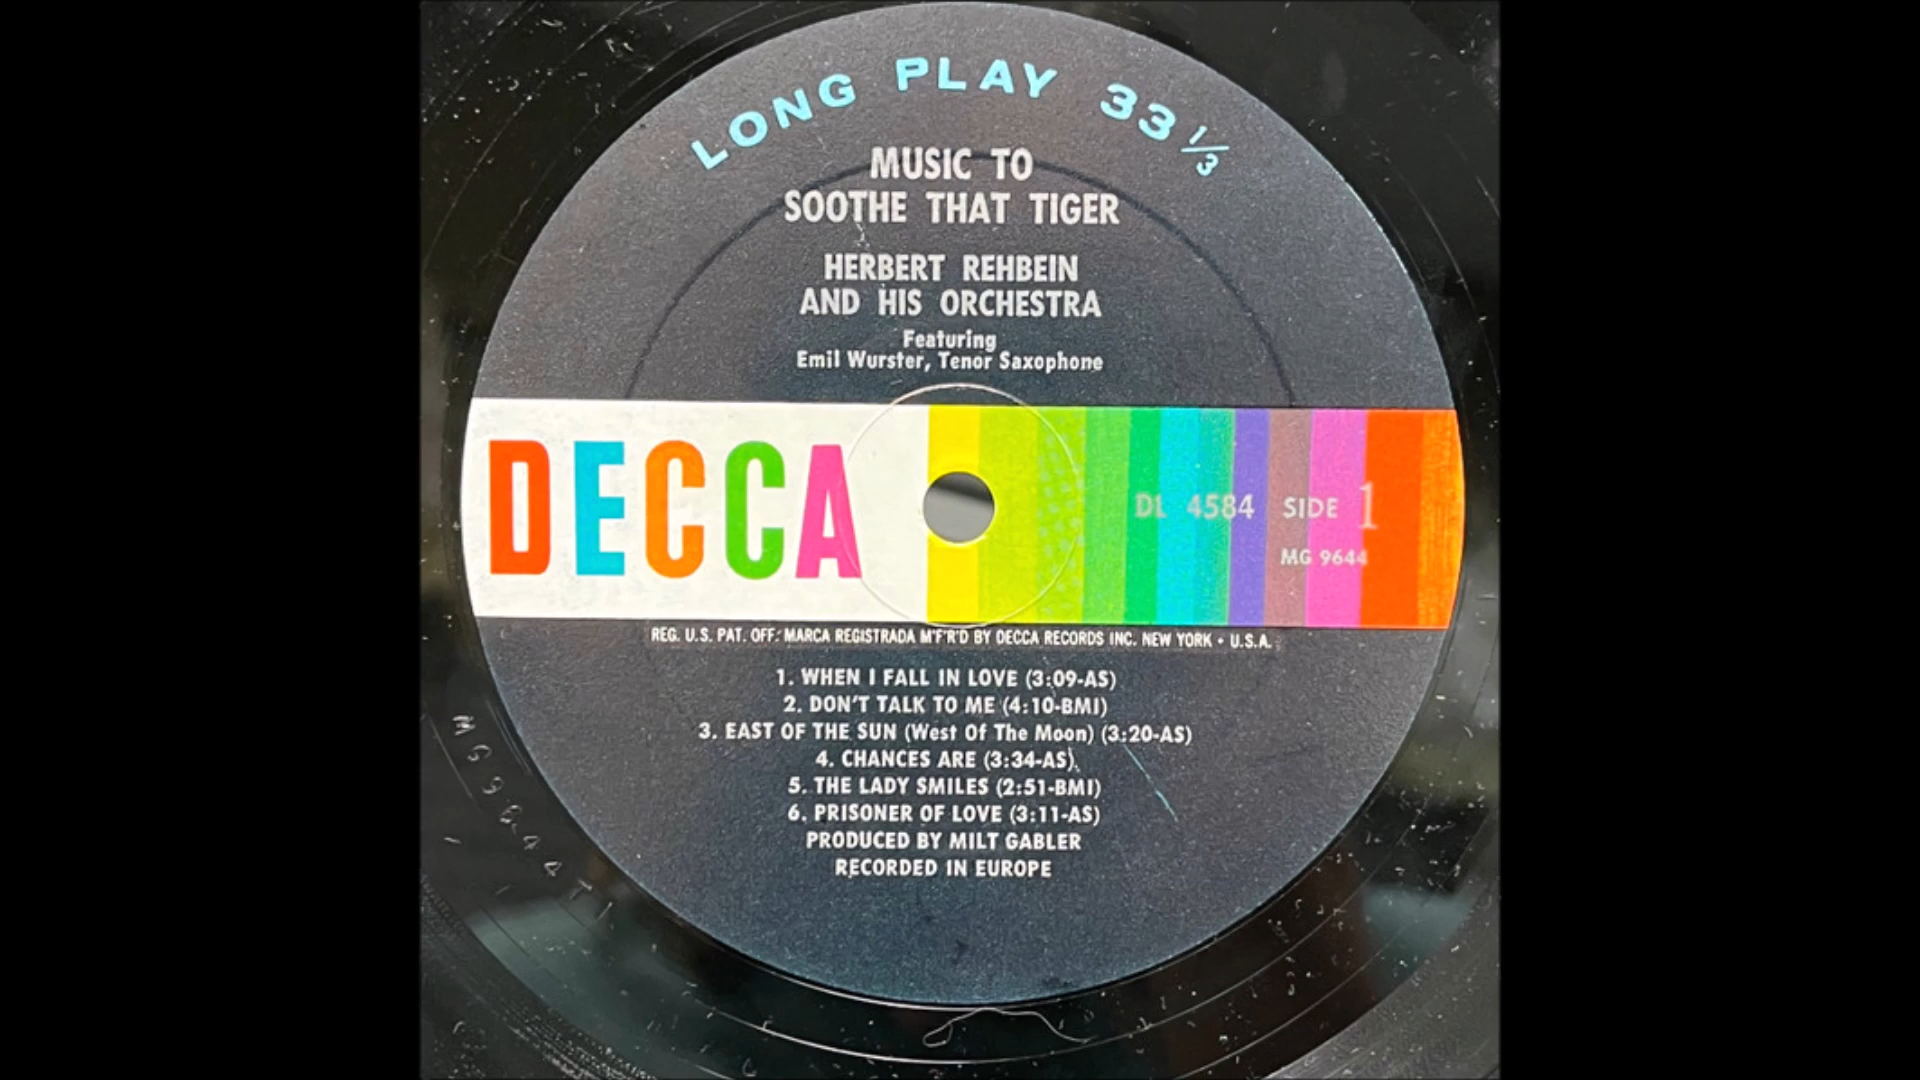 LONG PLAY 33 1/3
MUSIC TO
SOOTHE THAT TIGER
HERBERT REHBEIN
AND HIS ORCHESTRA
Featuring
Emil Wurster, Tenor Saxophone
DECCA
DL 4584 SIDE 1
MG 9644
REG. U.S. PAT. OFF. MARCA REGISTRADA M'F'R'D BY DECCA RECORDS INC. NEW YORK • U.S.A.
1. WHEN I FALL IN LOVE (3:09-AS)
2. DON'T TALK TO ME (4:10-BMI)
3. EAST OF THE SUN (West Of The Moon) (3:20-AS)
4. CHANCES ARE (3:34-AS)
5. THE LADY SMILES (2:51-BMI)
6. PRISONER OF LOVE (3:11-AS)
PRODUCED BY MILT GABLER
RECORDED IN EUROPE